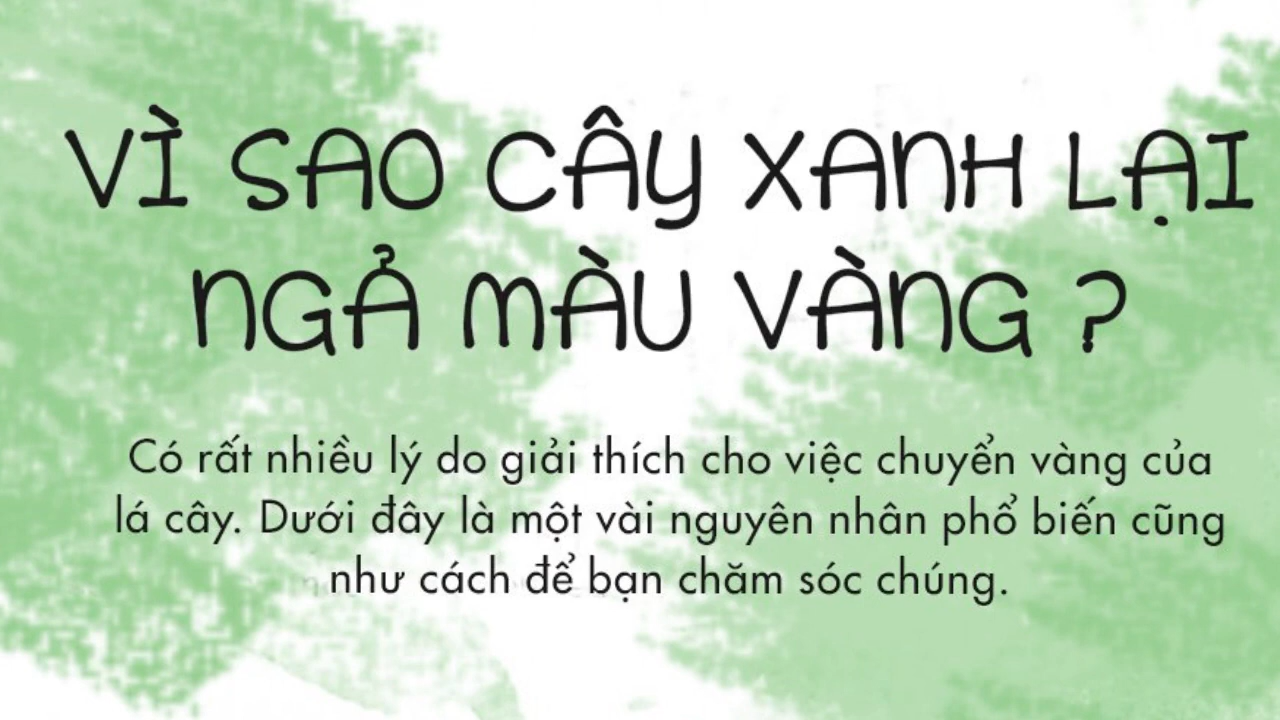 VÌ SAO CÂY XANH LẠI
NGẢ MÀU VÀNG ?
Có rất nhiều lý do giải thích cho việc chuyển vàng của
lá cây. Dưới đây là một vài nguyên nhân phổ biến cũng
như cách để bạn chăm sóc chúng.